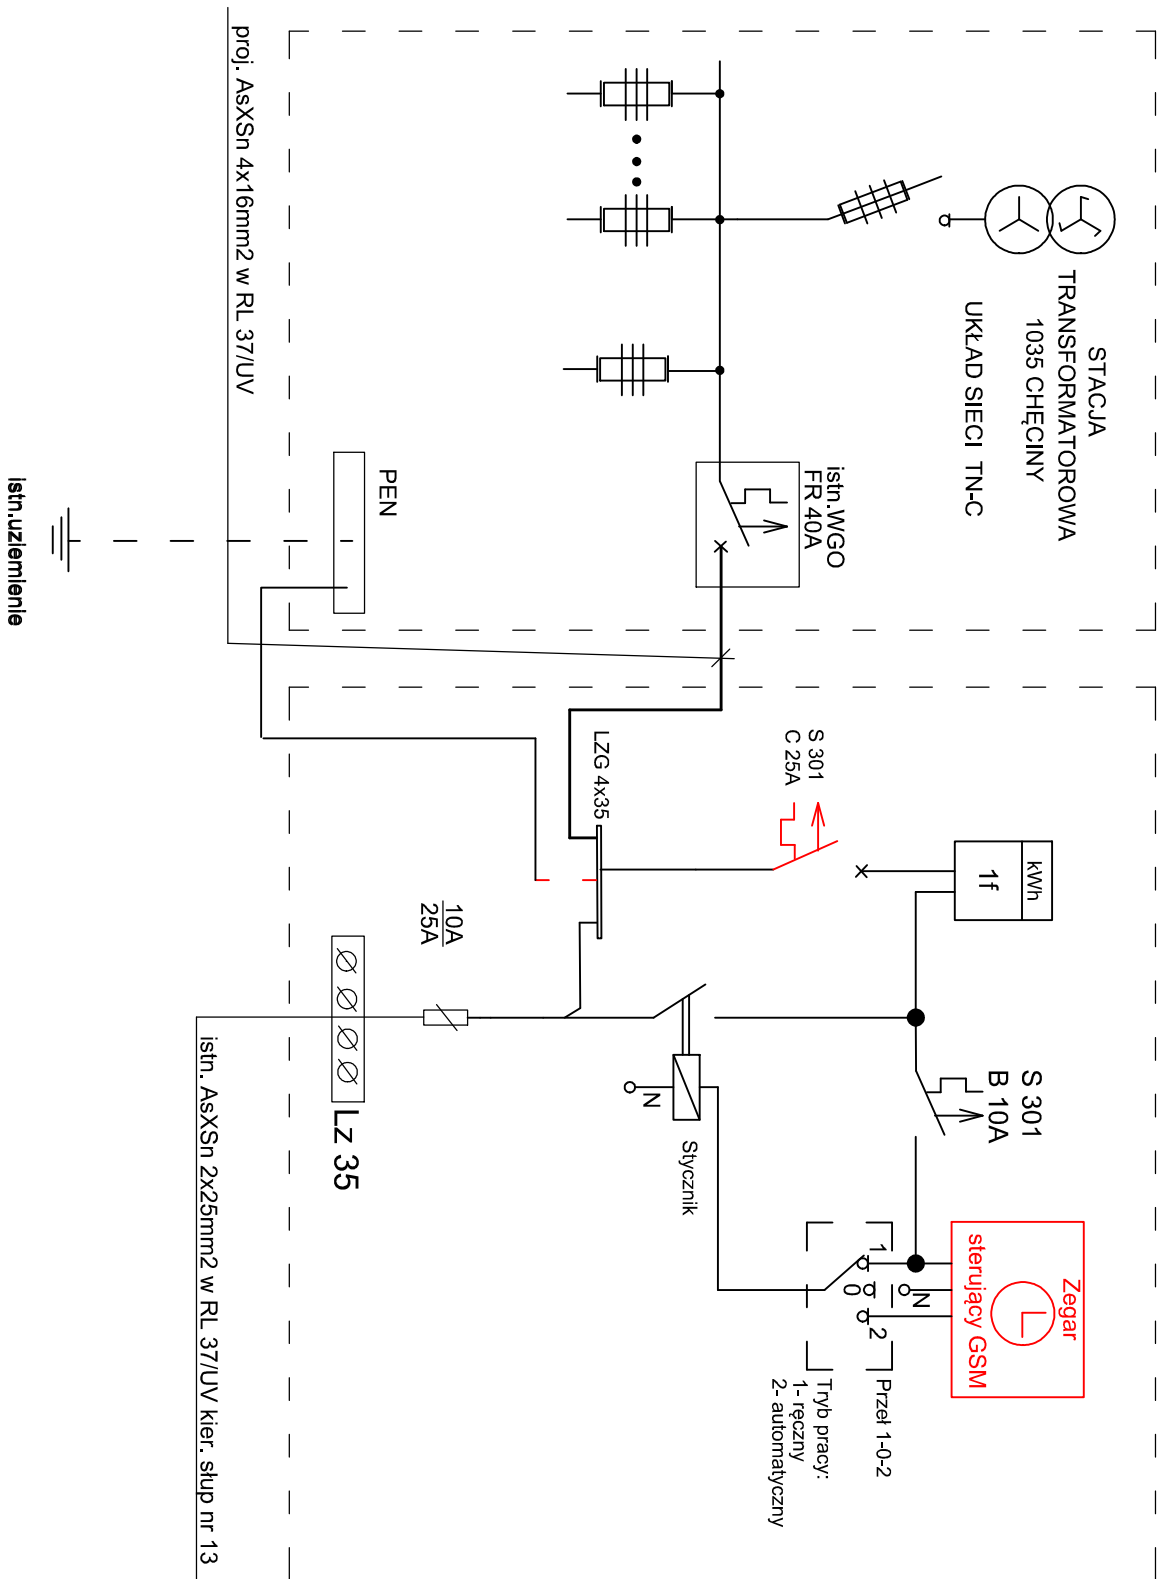 STACJA
TRANSFORMATOROWA
1035 CHĘCINY
UKŁAD SIECI TN-C
istn.WGO
FR 40A
PEN
istn.uziemienie
proj. AsXSn 4x16mm2 w RL 37/UV
kWh
1f
S 301
C 25A
LZG 4x35
10A
25A
Lz 35
istn. AsXSn 2x25mm2 w RL 37/UV kier. słup nr 13
S 301
B 10A
N
Stycznik
Zegar
sterujący GSM
N
1
0
2
Przeł 1-0-2
Tryb pracy:
1- ręczny
2- automatyczny